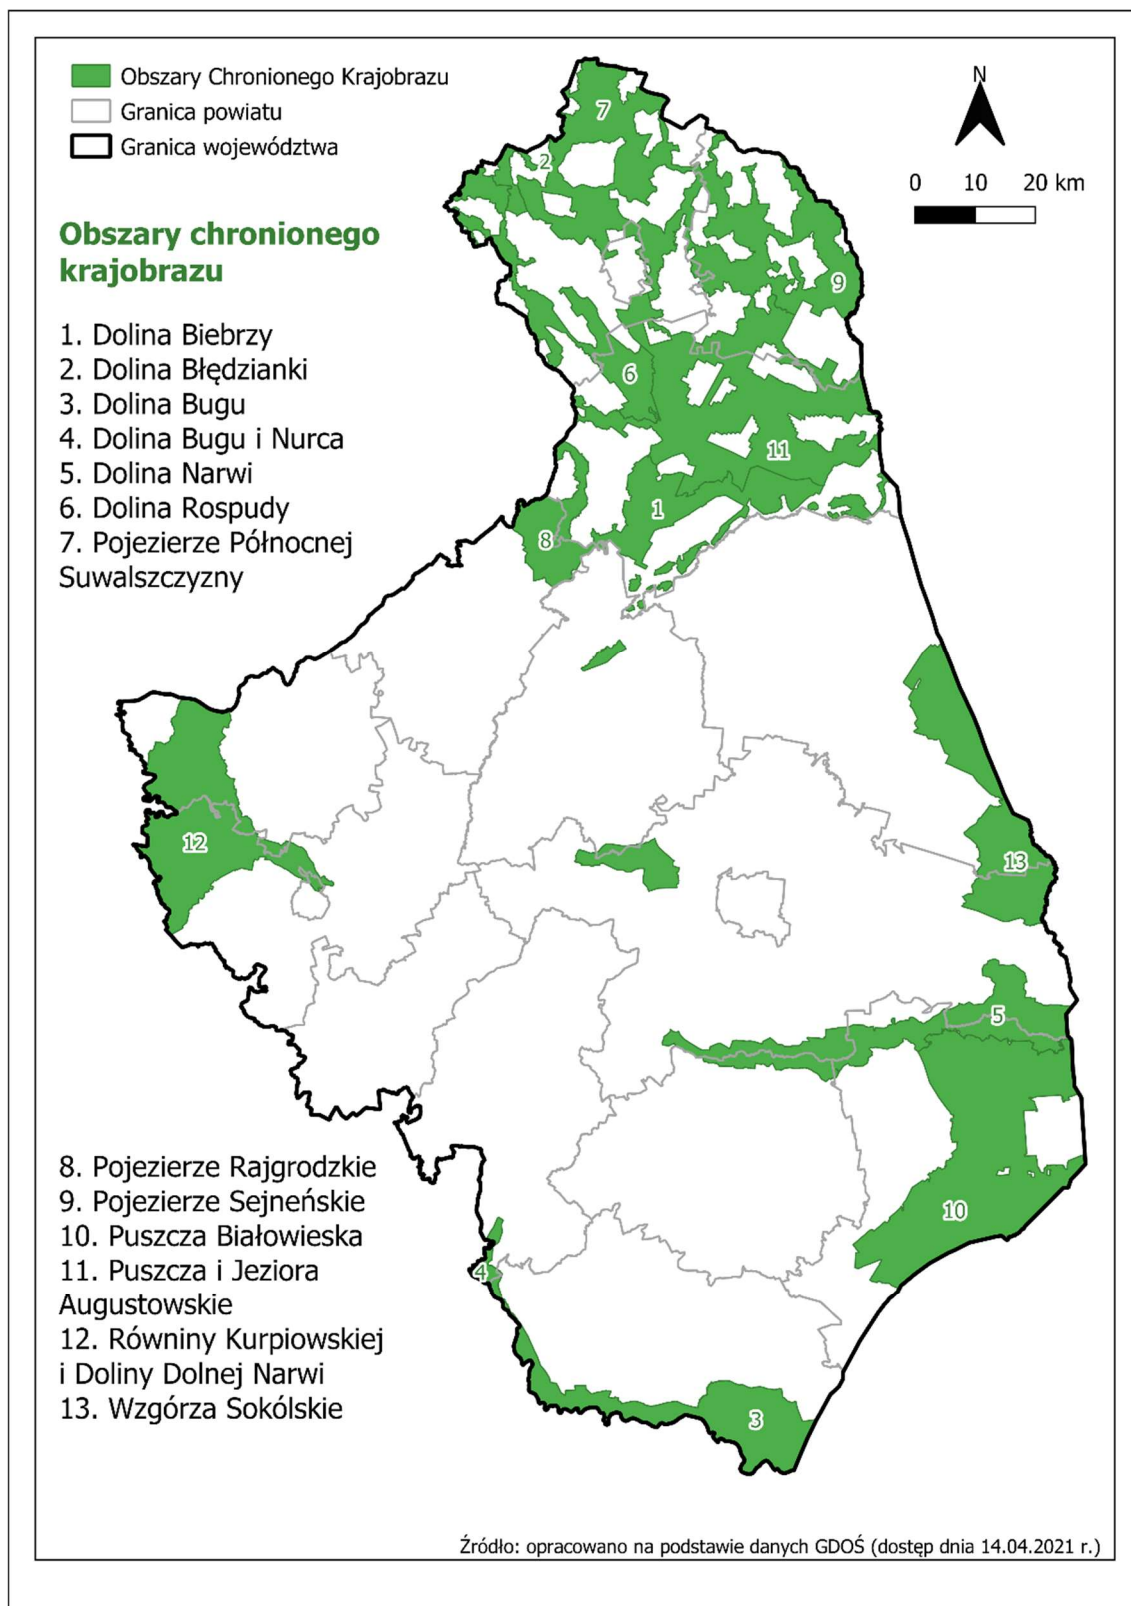 Obszary Chronionego Krajobrazu
Granica powiatu
Granica województwa
N
0 10 20 km
Obszary chronionego
krajobrazu
1. Dolina Biebrzy
2. Dolina Błędzianki
3. Dolina Bugu
4. Dolina Bugu i Nurca
5. Dolina Narwi
6. Dolina Rospudy
7. Pojezierze Północnej
Suwalszczyzny
7
2
9
6
11
1
8
12
13
5
10
4
3
8. Pojezierze Rajgrodzkie
9. Pojezierze Sejneńskie
10. Puszcza Białowieska
11. Puszcza i Jeziora
Augustowskie
12. Równiny Kurpiowskiej
i Doliny Dolnej Narwi
13. Wzgórza Sokólskie
Źródło: opracowano na podstawie danych GDOŚ (dostęp dnia 14.04.2021 r.)